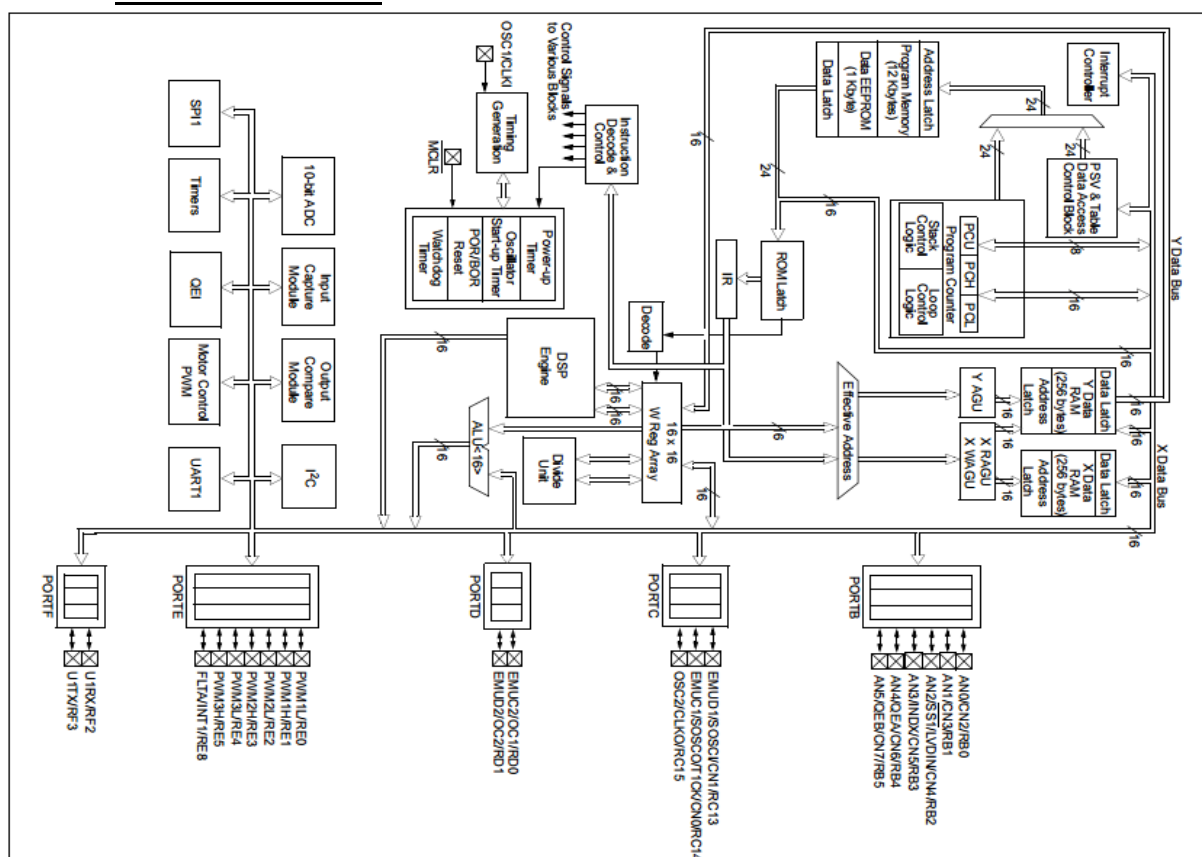 Y Data Bus
X Data Bus
Interrupt
Controller
PSV & Table
Data Access
Control Block
8
16
24
24
24
Program Counter
PCU
PCH
PCL
Stack
Control
Logic
Loop
Control
Logic
Address Latch
Program Memory
(12 Kbytes)
Data EEPROM
(1 Kbyte)
Data Latch
16
24
16
16
Data Latch
Y Data
RAM
(256 bytes)
Address
Latch
16
16
Data Latch
X Data
RAM
(256 bytes)
Address
Latch
16
16
16
16
16
Y AGU
X RAGU
X WAGU
Effective Address
16
ROM Latch
IR
Decode
Instruction
Decode &
Control
Control Signals
to Various Blocks
OSC1/CLKI
Timing
Generation
MCLR
Power-up
Timer
Oscillator
Start-up Timer
POR/BOR
Reset
Watchdog
Timer
DSP
Engine
16
16
16 x 16
W Reg Array
16
Divide
Unit
ALU<16>
16
16
SPI1
Timers
QEI
Motor Control
PWM
UART1
10-bit ADC
Input
Capture
Module
Output
Compare
Module
I²C
PORTB
AN0/CN2/RB0
AN1/CN3/RB1
AN2/SS1/LVDIN/CN4/RB2
AN3/INDX/CN5/RB3
AN4/QEA/CN6/RB4
AN5/QEB/CN7/RB5
PORTC
EMUD1/SOSCI/CN1/RC13
EMUC1/SOSCO/T1CK/CN0/RC14
OSC2/CLKO/RC15
PORTD
EMUC2/OC1/RD0
EMUD2/OC2/RD1
PORTE
PWM1L/RE0
PWM1H/RE1
PWM2L/RE2
PWM2H/RE3
PWM3L/RE4
PWM3H/RE5
FLTA/INT1/RE8
PORTF
U1RX/RF2
U1TX/RF3